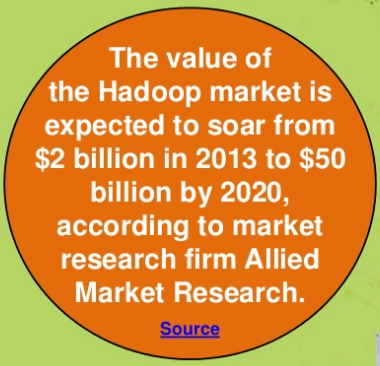 The value of
the Hadoop market is
expected to soar from
$2 billion in 2013 to $50
billion by 2020,
according to market
research firm Allied
Market Research.
Source